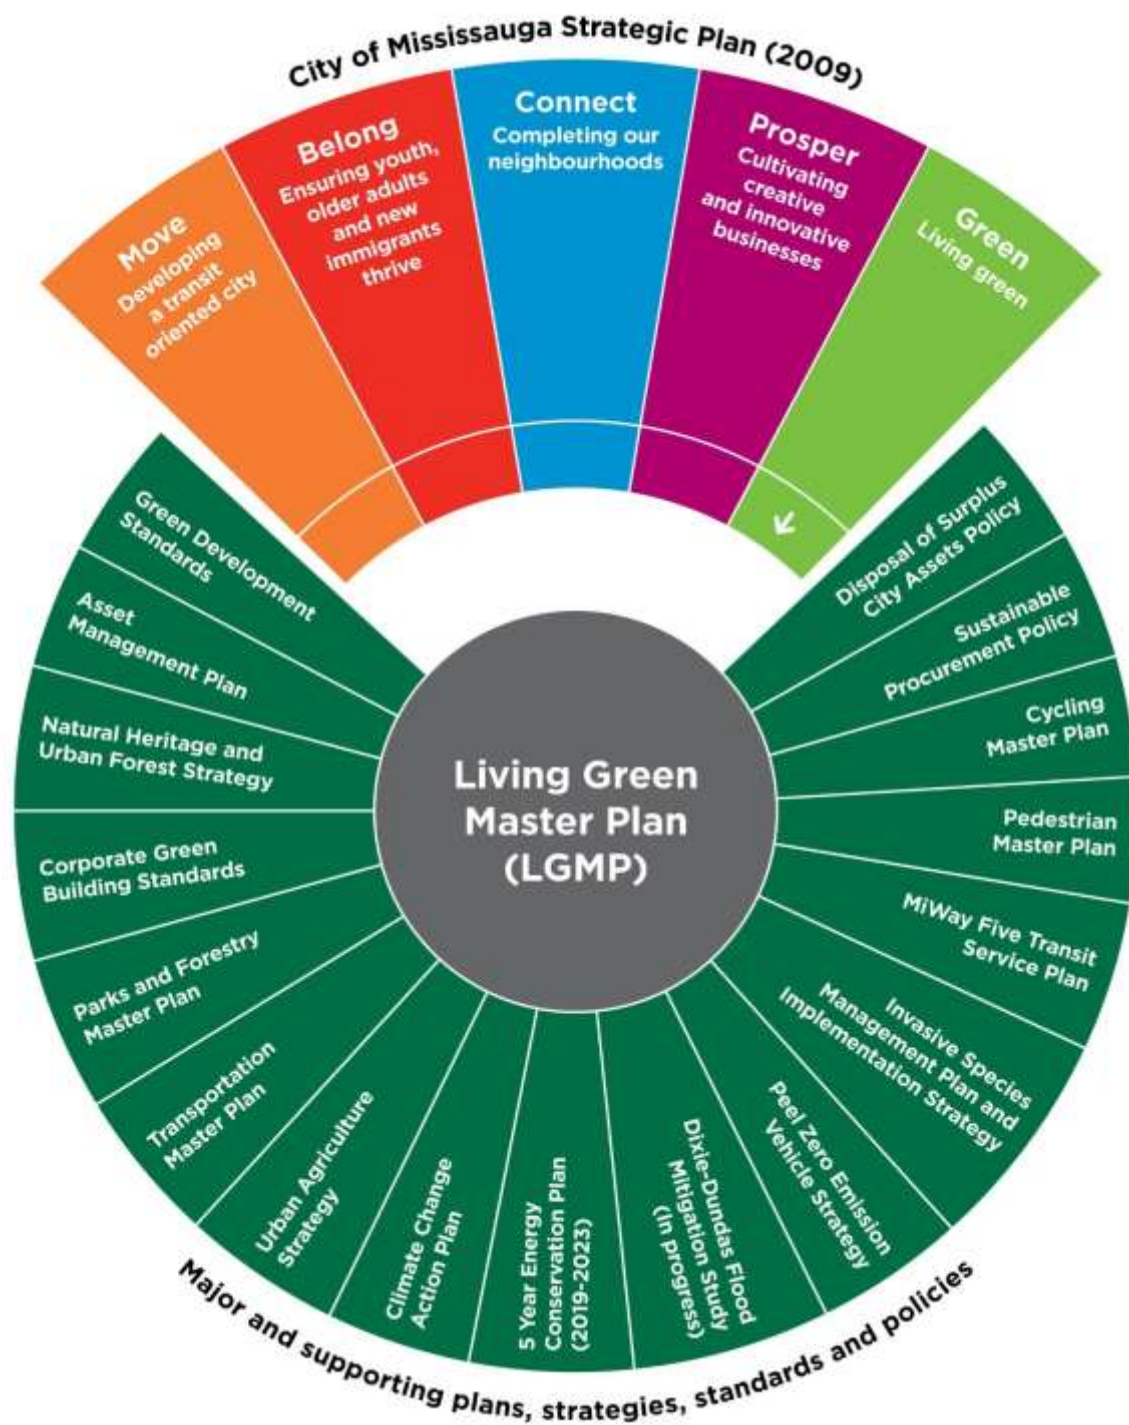 City of Mississauga Strategic Plan (2009)
Move
Developing
a transit
oriented city
Belong
Ensuring youth,
older adults
and new
immigrants
thrive
Connect
Completing our
neighbourhoods
Prosper
Cultivating
creative
and innovative
businesses
Green
Living green
Living Green
Master Plan
(LGMP)
Green Development
Standards
Asset
Management Plan
Natural Heritage and
Urban Forest Strategy
Corporate Green
Building Standards
Parks and Forestry
Master Plan
Transportation
Master Plan
Urban Agriculture
Strategy
Climate Change
Action Plan
5 Year Energy
Conservation Plan
(2019-2023)
Dixie-Dundas Flood
Mitigation Study
(In progress)
Peel Zero Emission
Vehicle Strategy
Invasive Species
Management Plan and
Implementation Strategy
MiWay Five Transit
Service Plan
Pedestrian
Master Plan
Cycling
Master Plan
Sustainable
Procurement Policy
Disposal of Surplus
City Assets Policy
Major and supporting plans, strategies, standards and policies